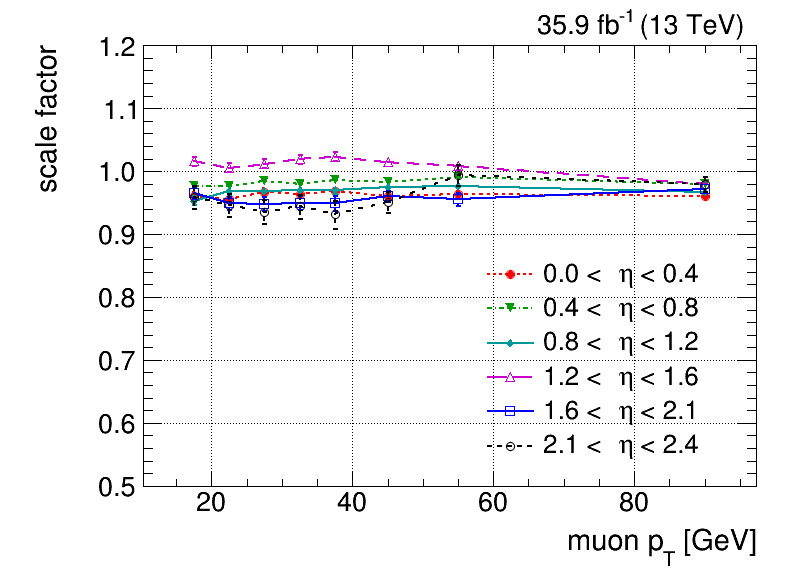 35.9 fb⁻¹ (13 TeV)
scale factor
1.2
1.1
1.0
0.9
0.8
0.7
0.6
0.5
0.0 < η < 0.4
0.4 < η < 0.8
0.8 < η < 1.2
1.2 < η < 1.6
1.6 < η < 2.1
2.1 < η < 2.4
20 40 60 80
muon p_T [GeV]